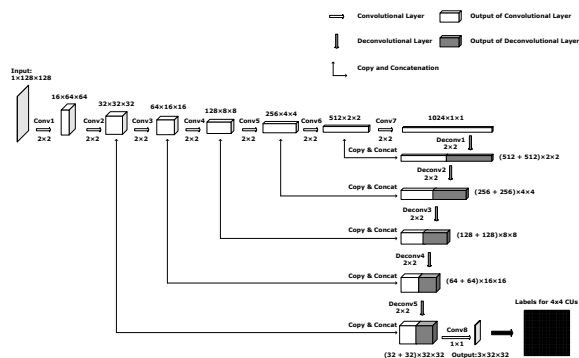 Convolutional Layer
Output of Convolutional Layer
Deconvolutional Layer
Output of Deconvolutional Layer
Copy and Concatenation
Input:
1×128×128
16×64×64
32×32×32
64×16×16
128×8×8
256×4×4
512×2×2
1024×1×1
Conv1
2×2
Conv2
2×2
Conv3
2×2
Conv4
2×2
Conv5
2×2
Conv6
2×2
Conv7
2×2
Deconv1
2×2
Copy & Concat
(512 + 512)×2×2
Deconv2
2×2
Copy & Concat
(256 + 256)×4×4
Deconv3
2×2
Copy & Concat
(128 + 128)×8×8
Deconv4
2×2
Copy & Concat
(64 + 64)×16×16
Deconv5
2×2
Copy & Concat
(32 + 32)×32×32
Conv8
1×1
Output:3×32×32
Labels for 4x4 CUs